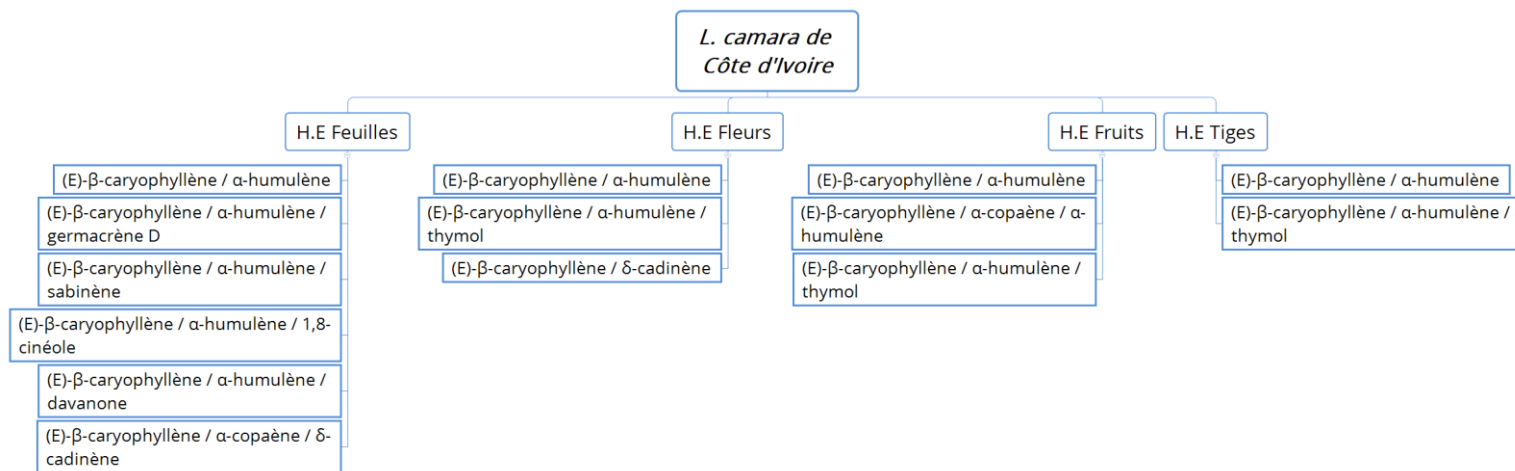 L. camara de
Côte d'Ivoire
H.E Feuilles
(E)-β-caryophyllène / α-humulène
(E)-β-caryophyllène / α-humulène /
germacrène D
(E)-β-caryophyllène / α-humulène /
sabinène
(E)-β-caryophyllène / α-humulène / 1,8-
cinéole
(E)-β-caryophyllène / α-humulène /
davanone
(E)-β-caryophyllène / α-copaène / δ-
cadinène
H.E Fleurs
(E)-β-caryophyllène / α-humulène
(E)-β-caryophyllène / α-humulène /
thymol
(E)-β-caryophyllène / δ-cadinène
H.E Fruits
(E)-β-caryophyllène / α-humulène
(E)-β-caryophyllène / α-copaène / α-
humulène
(E)-β-caryophyllène / α-humulène /
thymol
H.E Tiges
(E)-β-caryophyllène / α-humulène
(E)-β-caryophyllène / α-humulène /
thymol